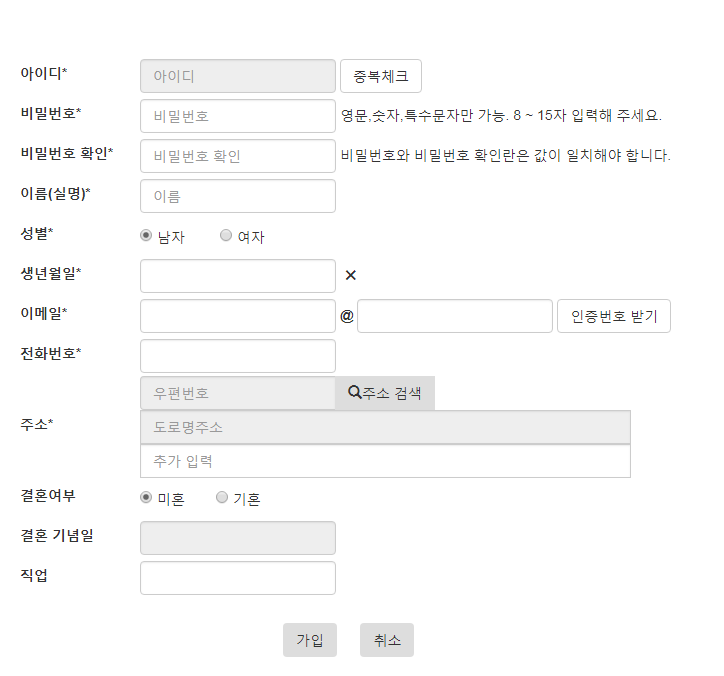 아이디* 아이디 중복체크
비밀번호* 비밀번호 영문,숫자,특수문자만 가능. 8 ~ 15자 입력해 주세요.
비밀번호 확인* 비밀번호 확인 비밀번호와 비밀번호 확인란은 값이 일치해야 합니다.
이름(실명)* 이름
성별* 남자 여자
생년월일* ×
이메일* @ 인증번호 받기
전화번호*
우편번호 주소 검색
주소* 도로명주소
추가 입력
결혼여부 미혼 기혼
결혼 기념일
직업
가입 취소